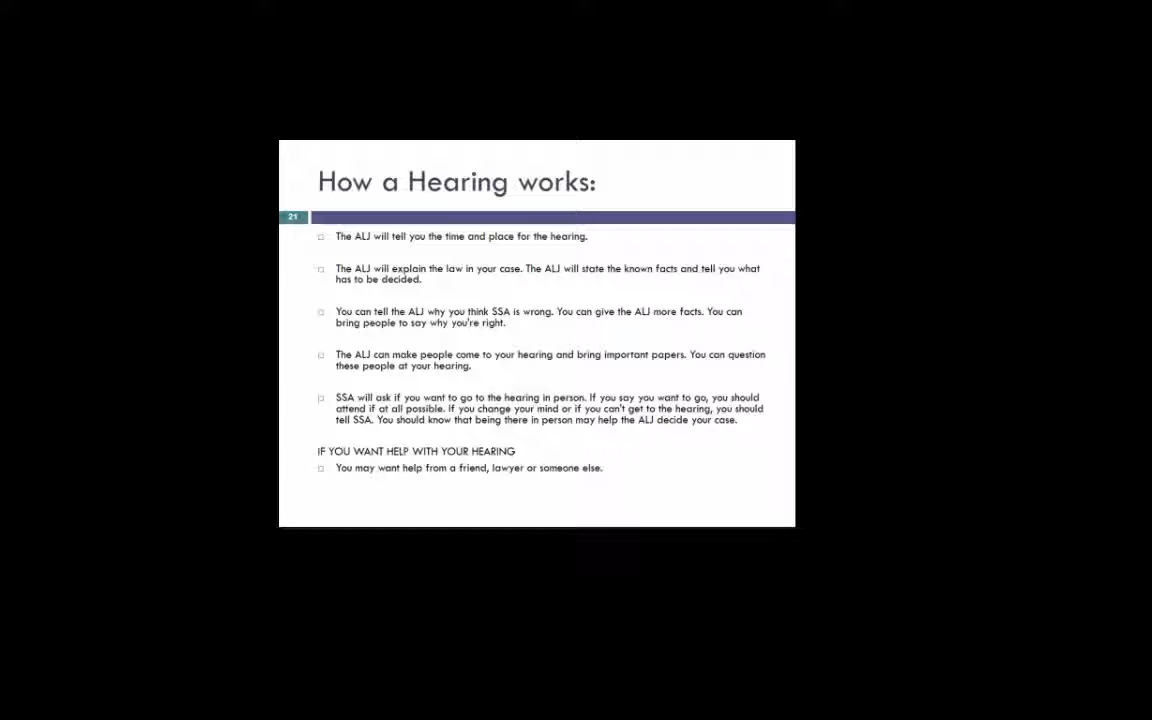 How a Hearing works:
21
The ALJ will tell you the time and place for the hearing.
The ALJ will explain the law in your case. The ALJ will state the known facts and tell you what
has to be decided.
You can tell the ALJ why you think SSA is wrong. You can give the ALJ more facts. You can
bring people to say why you're right.
The ALJ can make people come to your hearing and bring important papers. You can question
these people at your hearing.
SSA will ask if you want to go to the hearing in person. If you say you want to go, you should
attend if at all possible. If you change your mind or if you can't get to the hearing, you should
tell SSA. You should know that being there in person may help the ALJ decide your case.
IF YOU WANT HELP WITH YOUR HEARING
You may want help from a friend, lawyer or someone else.